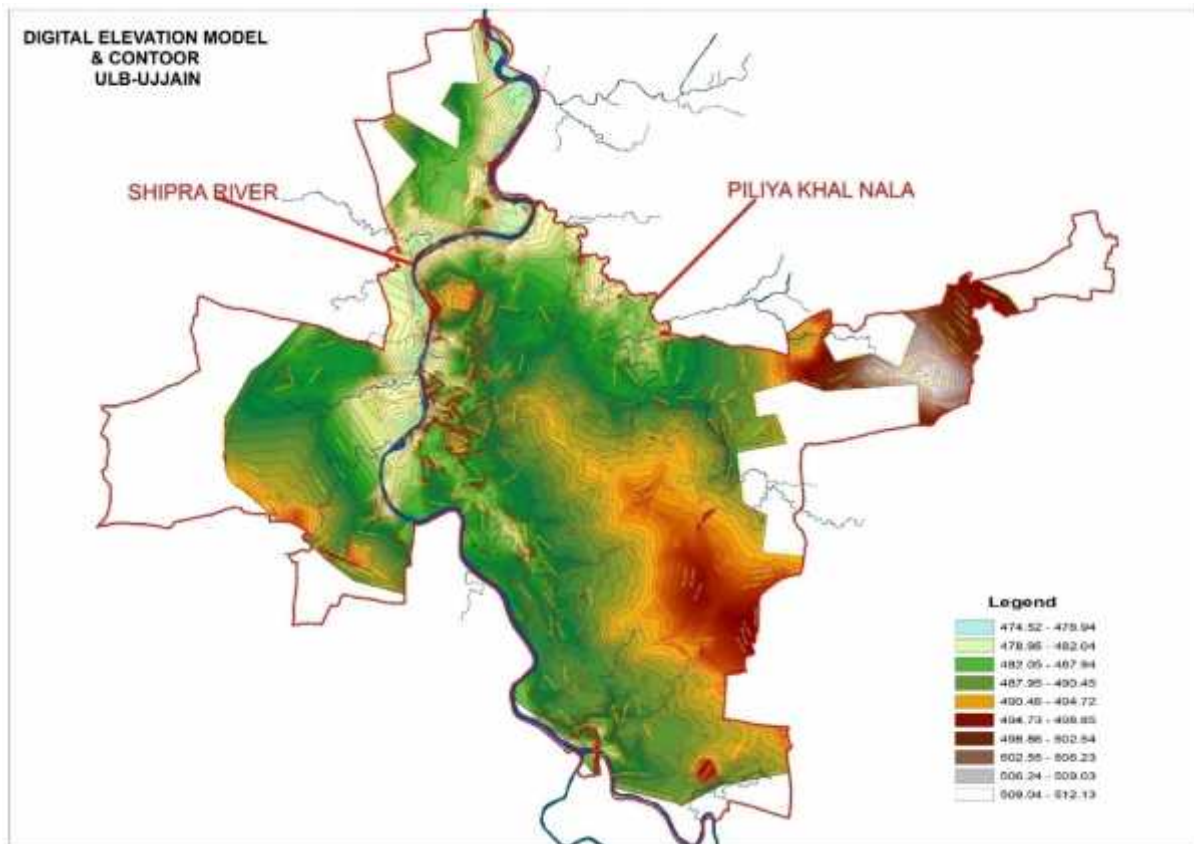 DIGITAL ELEVATION MODEL
& CONTOOR
ULB-UJJAIN
SHIPRA RIVER
PILIYA KHAL NALA
Legend
474.52 - 478.94
478.95 - 482.04
482.05 - 487.94
487.95 - 490.45
490.46 - 494.72
494.73 - 498.85
498.86 - 502.54
502.55 - 506.23
506.24 - 509.03
509.04 - 512.13